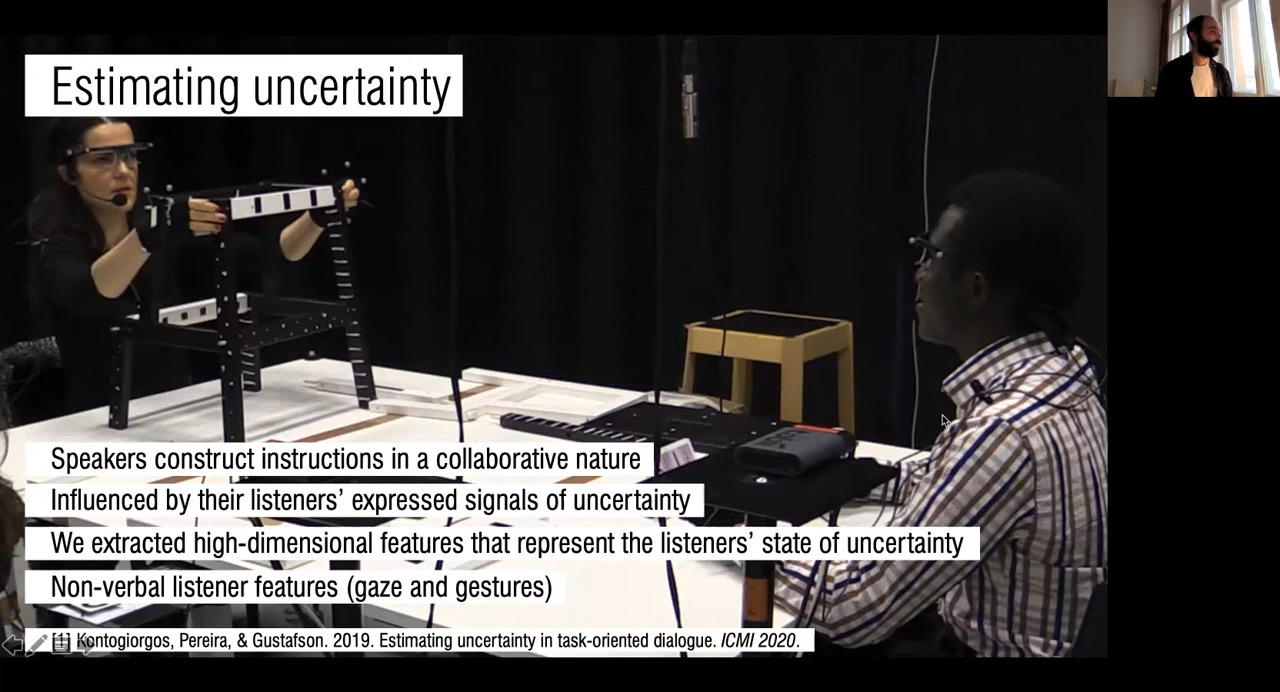 Estimating uncertainty
Speakers construct instructions in a collaborative nature
Influenced by their listeners’ expressed signals of uncertainty
We extracted high-dimensional features that represent the listeners’ state of uncertainty
Non-verbal listener features (gaze and gestures)
[1] Kontogiorgos, Pereira, & Gustafson. 2019. Estimating uncertainty in task-oriented dialogue. ICMI 2020.